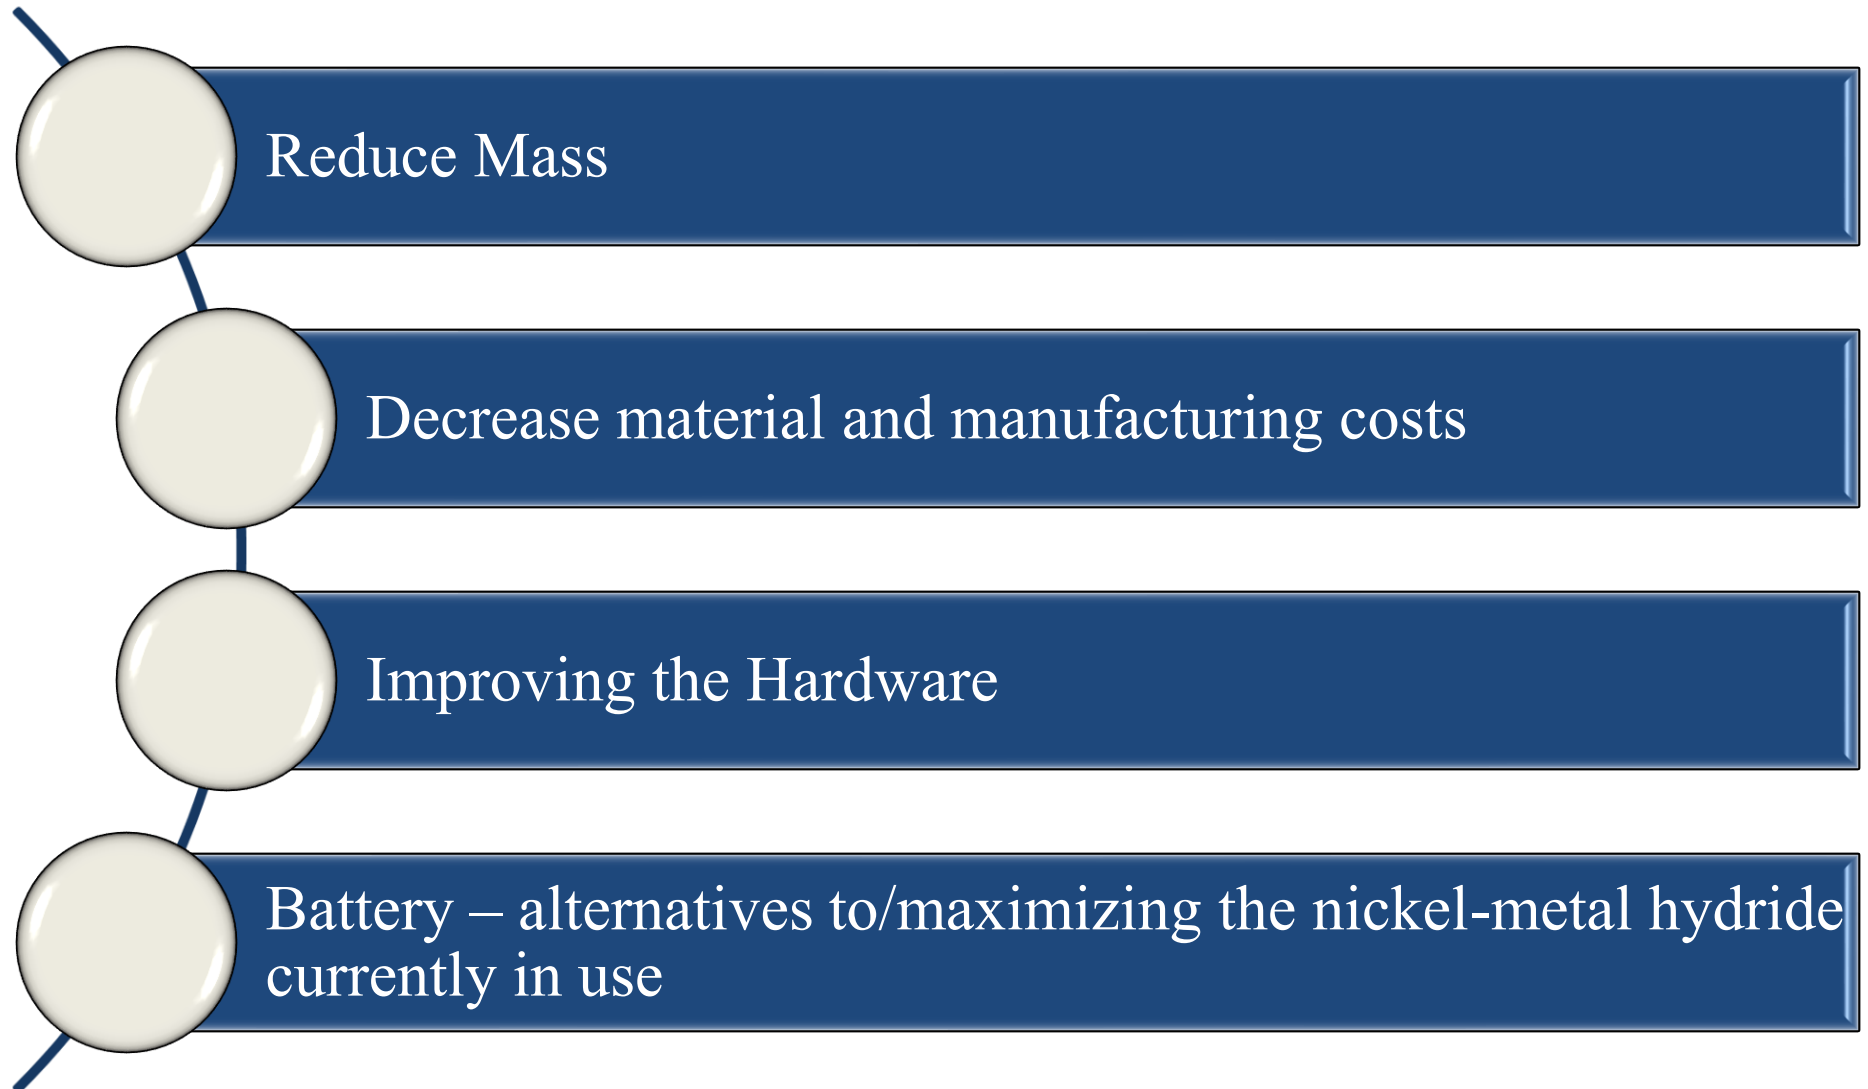 Reduce Mass
Decrease material and manufacturing costs
Improving the Hardware
Battery – alternatives to/maximizing the nickel-metal hydride
currently in use